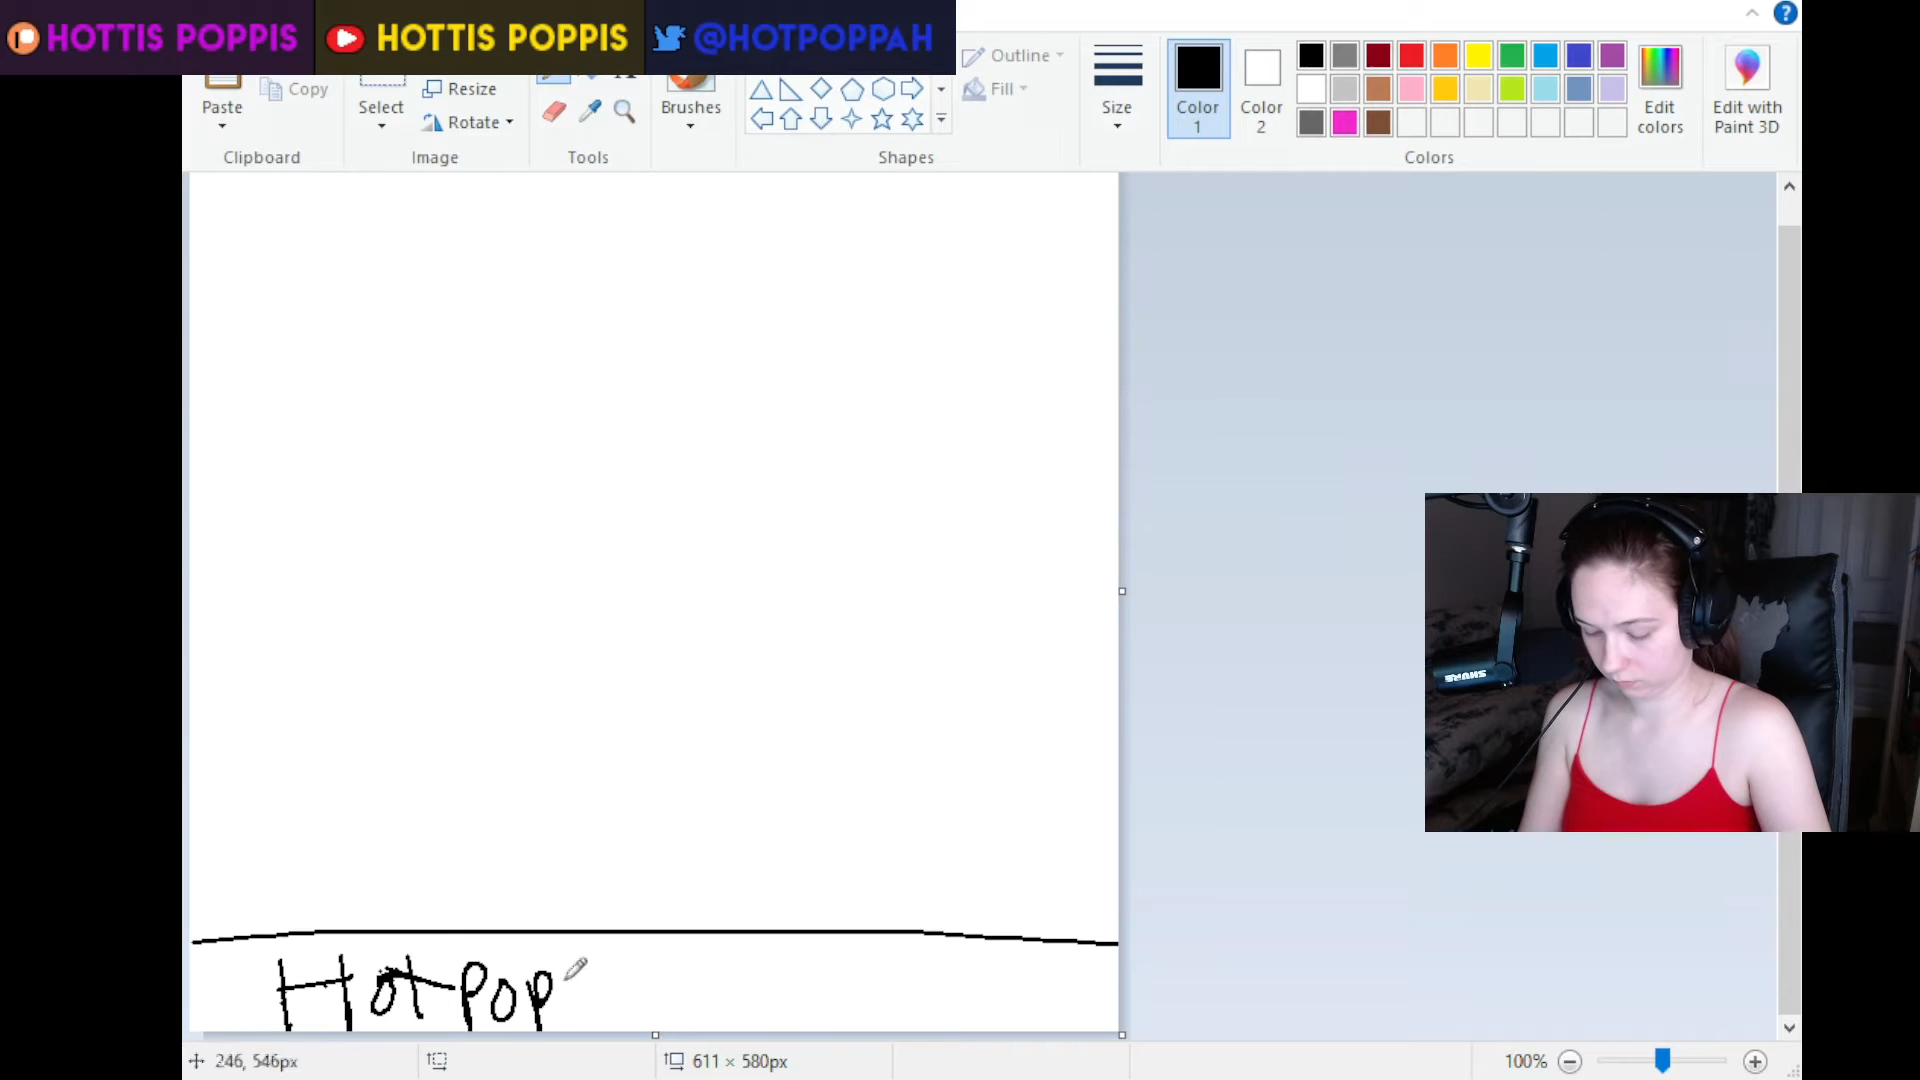 HOTTIS POPPIS HOTTIS POPPIS @HOTPOPPAH
Outline
Copy Resize Fill
Paste Select Rotate Brushes Size Color 1 Color 2 Edit colors Edit with Paint 3D
Clipboard Image Tools Shapes Colors
SHURE
Hotpop
246, 546px 611 × 580px 100%